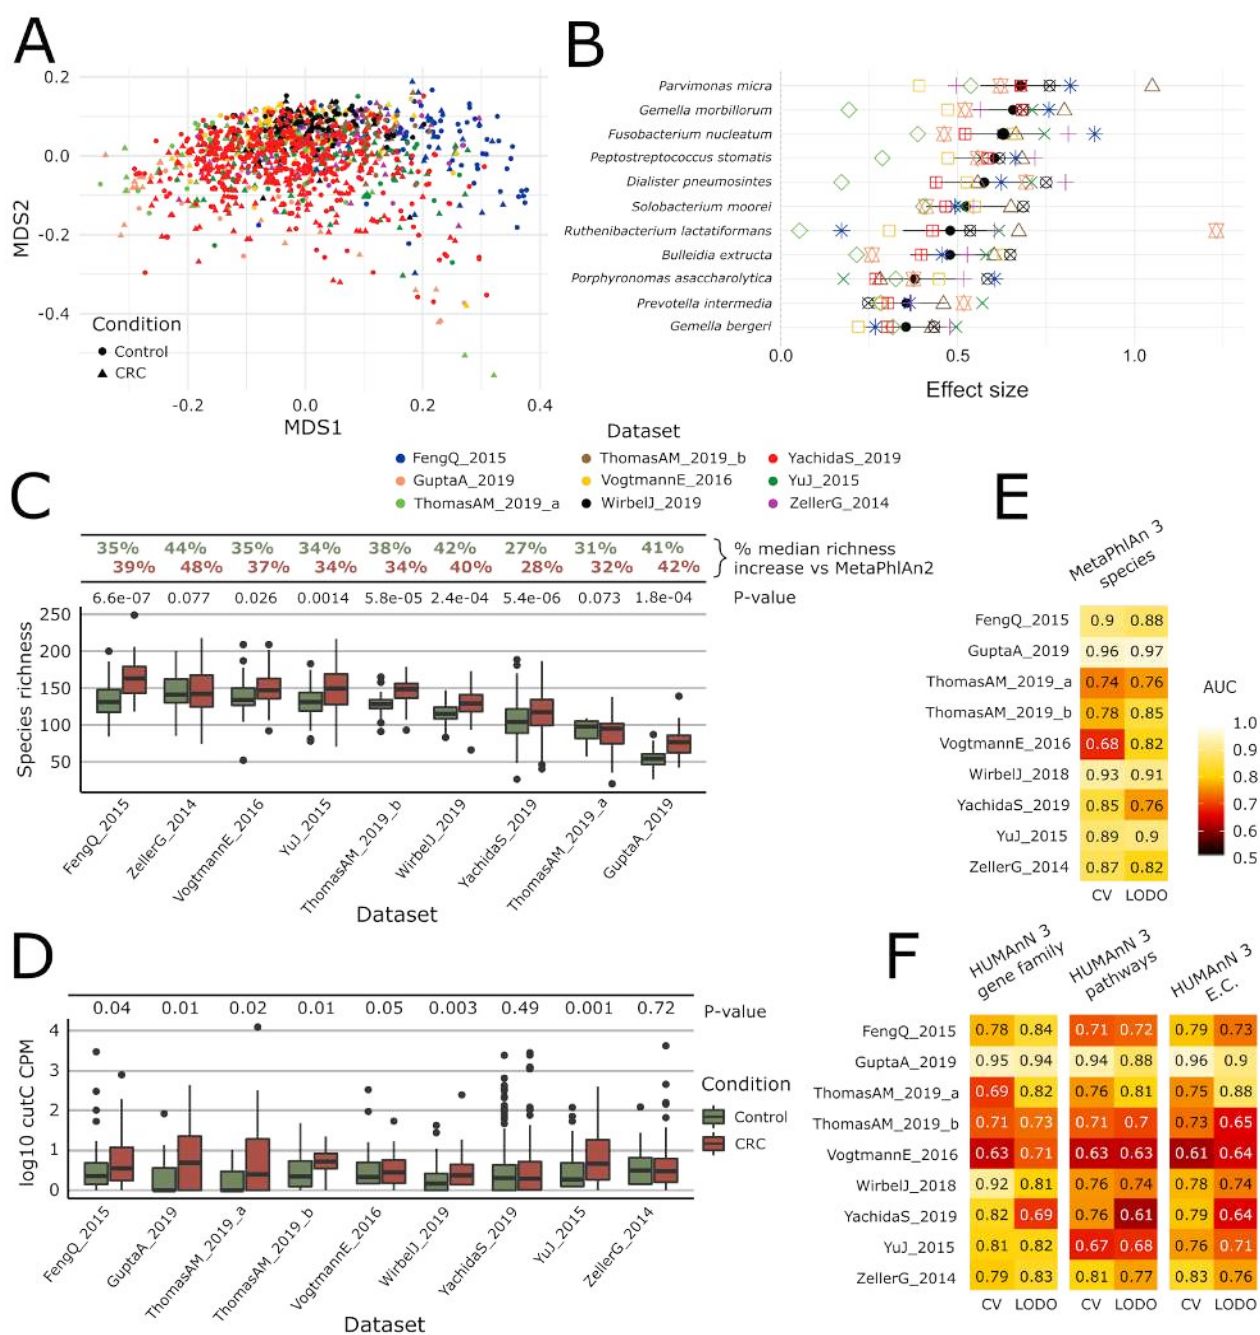 A
0.2
0.0
-0.2
-0.4
MDS2
Condition
Control
CRC
-0.2 0.0 0.2 0.4
MDS1
B
Parvimonas micra
Gemella morbillorum
Fusobacterium nucleatum
Peptostreptococcus stomatis
Dialister pneumosintes
Solobacterium moorei
Ruthenibacterium lactatiformans
Bulleidia extructa
Porphyronomas asaccharolytica
Prevotella intermedia
Gemella bergeri
0.0 0.5 1.0
Effect size
Dataset
FengQ_2015 ThomasAM_2019_b YachidaS_2019
GuptaA_2019 VogtmannE_2016 YuJ_2015
ThomasAM_2019_a WirbelJ_2019 ZellerG_2014
C
35% 44% 35% 34% 38% 42% 27% 31% 41%
39% 48% 37% 34% 34% 40% 28% 32% 42%
% median richness
increase vs MetaPhlAn2
6.6e-07 0.077 0.026 0.0014 5.8e-05 2.4e-04 5.4e-06 0.073 1.8e-04
P-value
250
200
150
100
50
Species richness
FengQ_2015
ZellerG_2014
VogtmannE_2016
YuJ_2015
ThomasAM_2019_b
WirbelJ_2019
YachidaS_2019
ThomasAM_2019_a
GuptaA_2019
Dataset
D
0.04 0.01 0.02 0.01 0.05 0.003 0.49 0.001 0.72
P-value
4
3
2
1
0
log10 cutC CPM
Condition
Control
CRC
FengQ_2015
GuptaA_2019
ThomasAM_2019_a
ThomasAM_2019_b
VogtmannE_2016
WirbelJ_2019
YachidaS_2019
YuJ_2015
ZellerG_2014
Dataset
E
MetaPhlAn 3
species
FengQ_2015 0.9 0.88
GuptaA_2019 0.96 0.97
ThomasAM_2019_a 0.74 0.76
ThomasAM_2019_b 0.78 0.85
VogtmannE_2016 0.68 0.82
WirbelJ_2018 0.93 0.91
YachidaS_2019 0.85 0.76
YuJ_2015 0.89 0.9
ZellerG_2014 0.87 0.82
CV LODO
AUC
1.0
0.9
0.8
0.7
0.6
0.5
F
HUMAnN 3
gene family
HUMAnN 3
pathways
HUMAnN 3
E.C.
FengQ_2015 0.78 0.84 0.71 0.72 0.79 0.73
GuptaA_2019 0.95 0.94 0.94 0.88 0.96 0.9
ThomasAM_2019_a 0.69 0.82 0.76 0.81 0.75 0.88
ThomasAM_2019_b 0.71 0.73 0.71 0.7 0.73 0.65
VogtmannE_2016 0.63 0.71 0.63 0.63 0.61 0.64
WirbelJ_2018 0.92 0.81 0.76 0.74 0.78 0.74
YachidaS_2019 0.82 0.69 0.76 0.61 0.79 0.64
YuJ_2015 0.81 0.82 0.67 0.68 0.76 0.71
ZellerG_2014 0.79 0.83 0.81 0.77 0.83 0.76
CV LODO CV LODO CV LODO